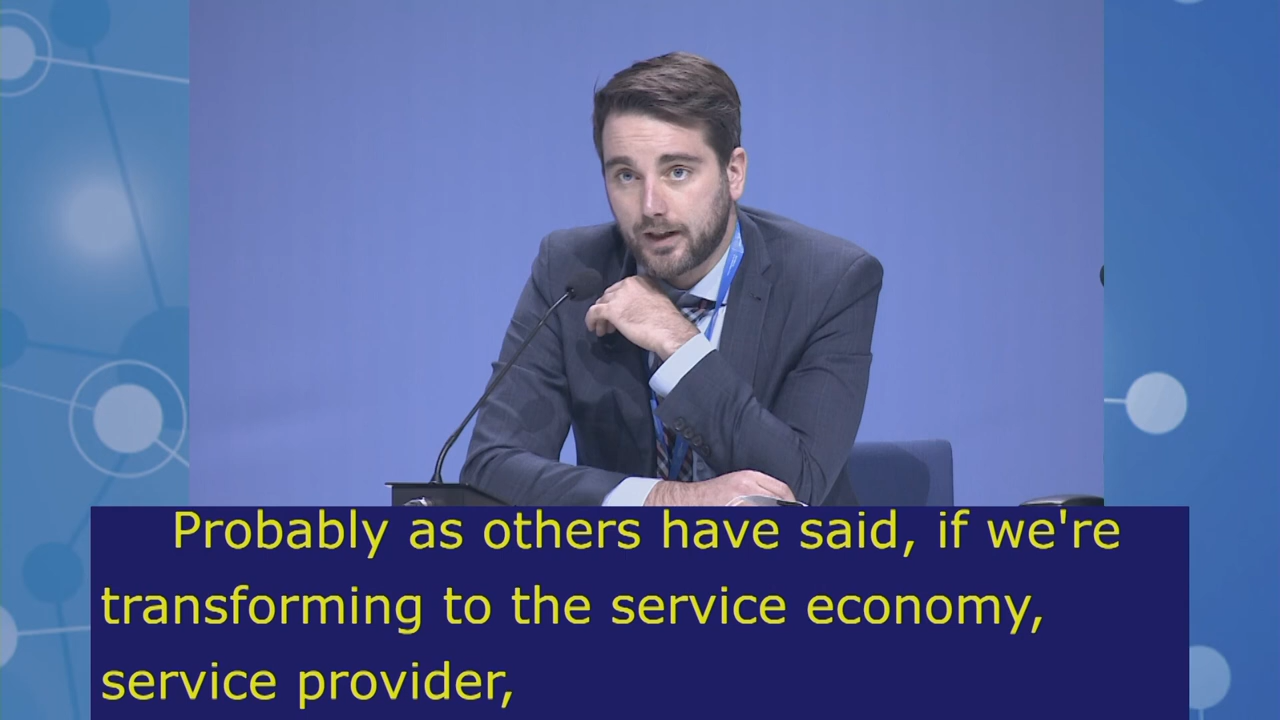 Probably as others have said, if we're
transforming to the service economy,
service provider,